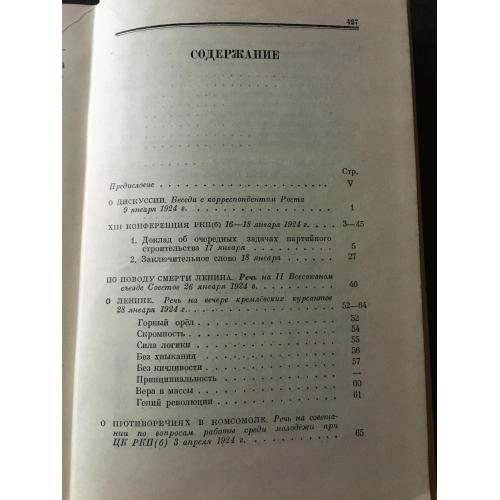 427
СОДЕРЖАНИЕ
Стр.
Предисловие V
О ДИСКУССИИ. Беседа с корреспондентом Роста
9 января 1924 г. 1
XIII КОНФЕРЕНЦИЯ РКП(б) 16—18 января 1924 г. 3—45
1. Доклад об очередных задачах партийного
строительства 17 января 5
2. Заключительное слово 18 января 27
ПО ПОВОДУ СМЕРТИ ЛЕНИНА. Речь на II Всесоюзном
съезде Советов 26 января 1924 г. 46
О ЛЕНИНЕ. Речь на вечере кремлёвских курсантов
28 января 1924 г. 52—64
Горный орёл 52
Скромность 54
Сила логики 55
Без хныкания 56
Без кичливости 57
Принципиальность —
Вера в массы 60
Гений революции 61
О ПРОТИВОРЕЧИЯХ В КОМСОМОЛЕ. Речь на совеща-
нии по вопросам работы среди молодёжи при
ЦК РКП(б) 3 апреля 1924 г. 65